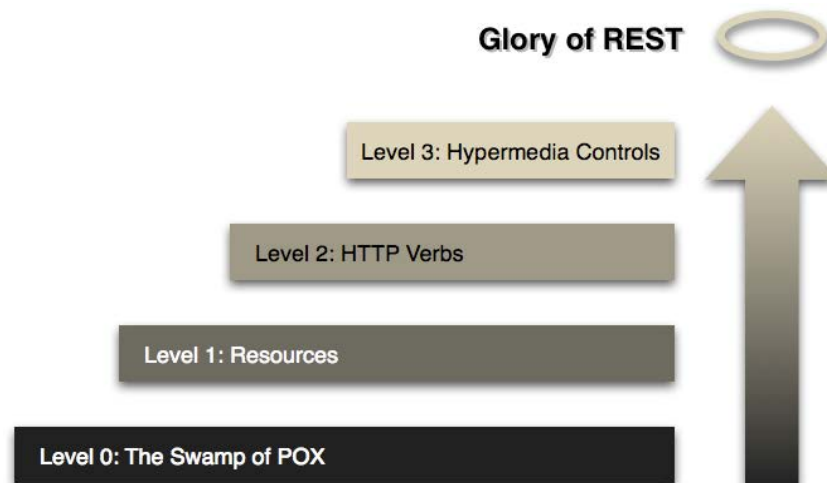 Glory of REST
Level 3: Hypermedia Controls
Level 2: HTTP Verbs
Level 1: Resources
Level 0: The Swamp of POX